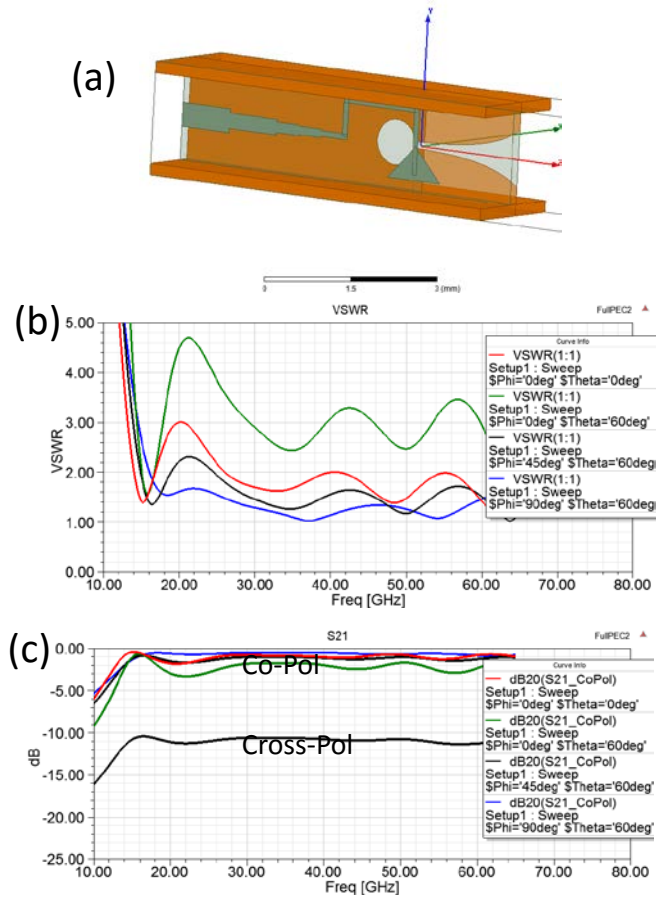 (a)
Y
0
1.5
3 (mm)
(b)
VSWR
FullPEC2
5.00
4.00
3.00
2.00
1.00
0.00
VSWR
Curve Info
VSWR(1:1)
Setup1 : Sweep
$Phi='0deg' $Theta='0deg'
VSWR(1:1)
Setup1 : Sweep
$Phi='0deg' $Theta='60deg'
VSWR(1:1)
Setup1 : Sweep
$Phi='45deg' $Theta='60deg'
VSWR(1:1)
Setup1 : Sweep
$Phi='90deg' $Theta='60deg'
10.00 20.00 30.00 40.00 50.00 60.00 70.00 80.00
Freq [GHz]
(c)
S21
FullPEC2
0.00
-5.00
-10.00
-15.00
-20.00
-25.00
dB
Co-Pol
Cross-Pol
Curve Info
dB20(S21_CoPol)
Setup1 : Sweep
$Phi='0deg' $Theta='0deg'
dB20(S21_CoPol)
Setup1 : Sweep
$Phi='0deg' $Theta='60deg'
dB20(S21_CoPol)
Setup1 : Sweep
$Phi='45deg' $Theta='60deg'
dB20(S21_CoPol)
Setup1 : Sweep
$Phi='90deg' $Theta='60deg'
10.00 20.00 30.00 40.00 50.00 60.00 70.00 80.00
Freq [GHz]